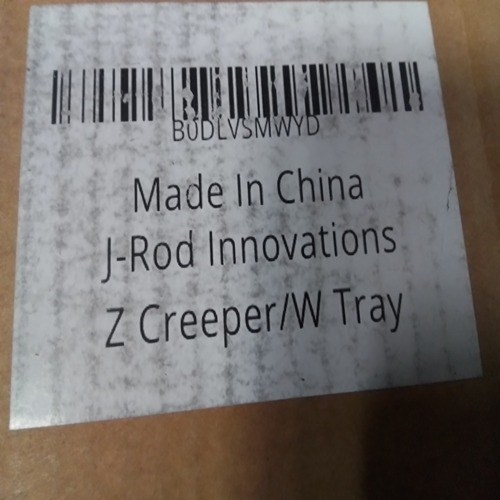 B0DLVSMWYD
Made In China
J-Rod Innovations
Z Creeper/W Tray